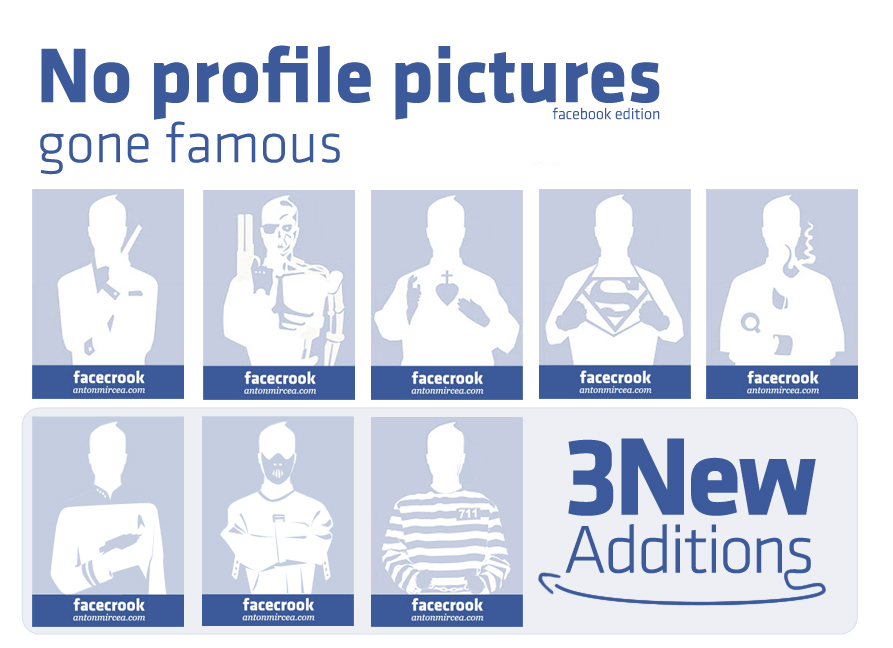 No profile pictures
facebook edition
gone famous
facecrook
antonmircea.com
facecrook
antonmircea.com
facecrook
antonmircea.com
S
facecrook
antonmircea.com
facecrook
antonmircea.com
facecrook
antonmircea.com
facecrook
antonmircea.com
711
facecrook
antonmircea.com
3New
Additions